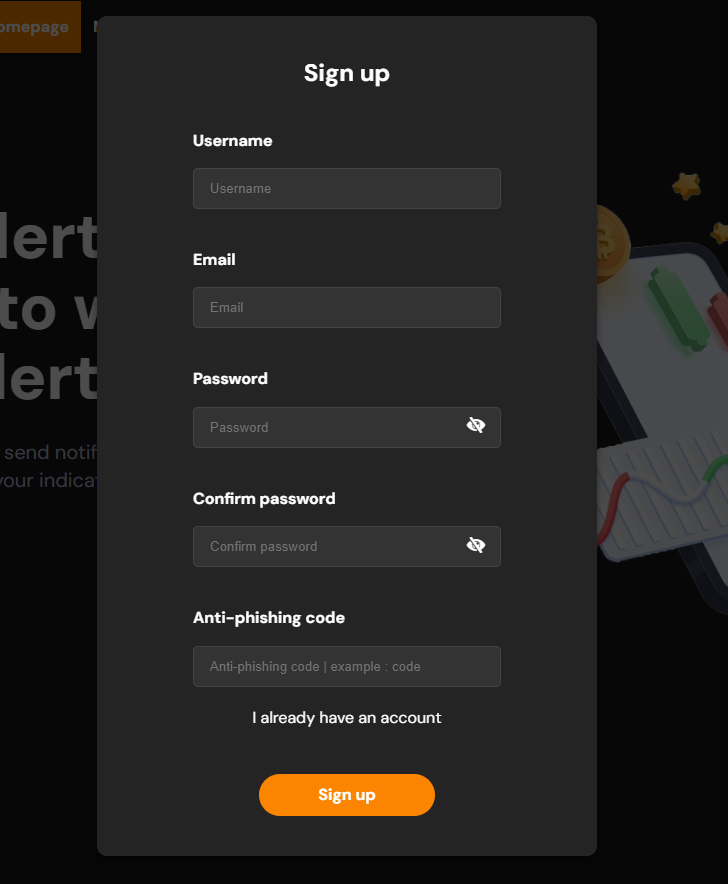 omepage
Sign up
Username
Username
Email
Email
Password
Password
Confirm password
Confirm password
Anti-phishing code
Anti-phishing code | example : code
I already have an account
Sign up
lert
to
lert
send notif
your indicat